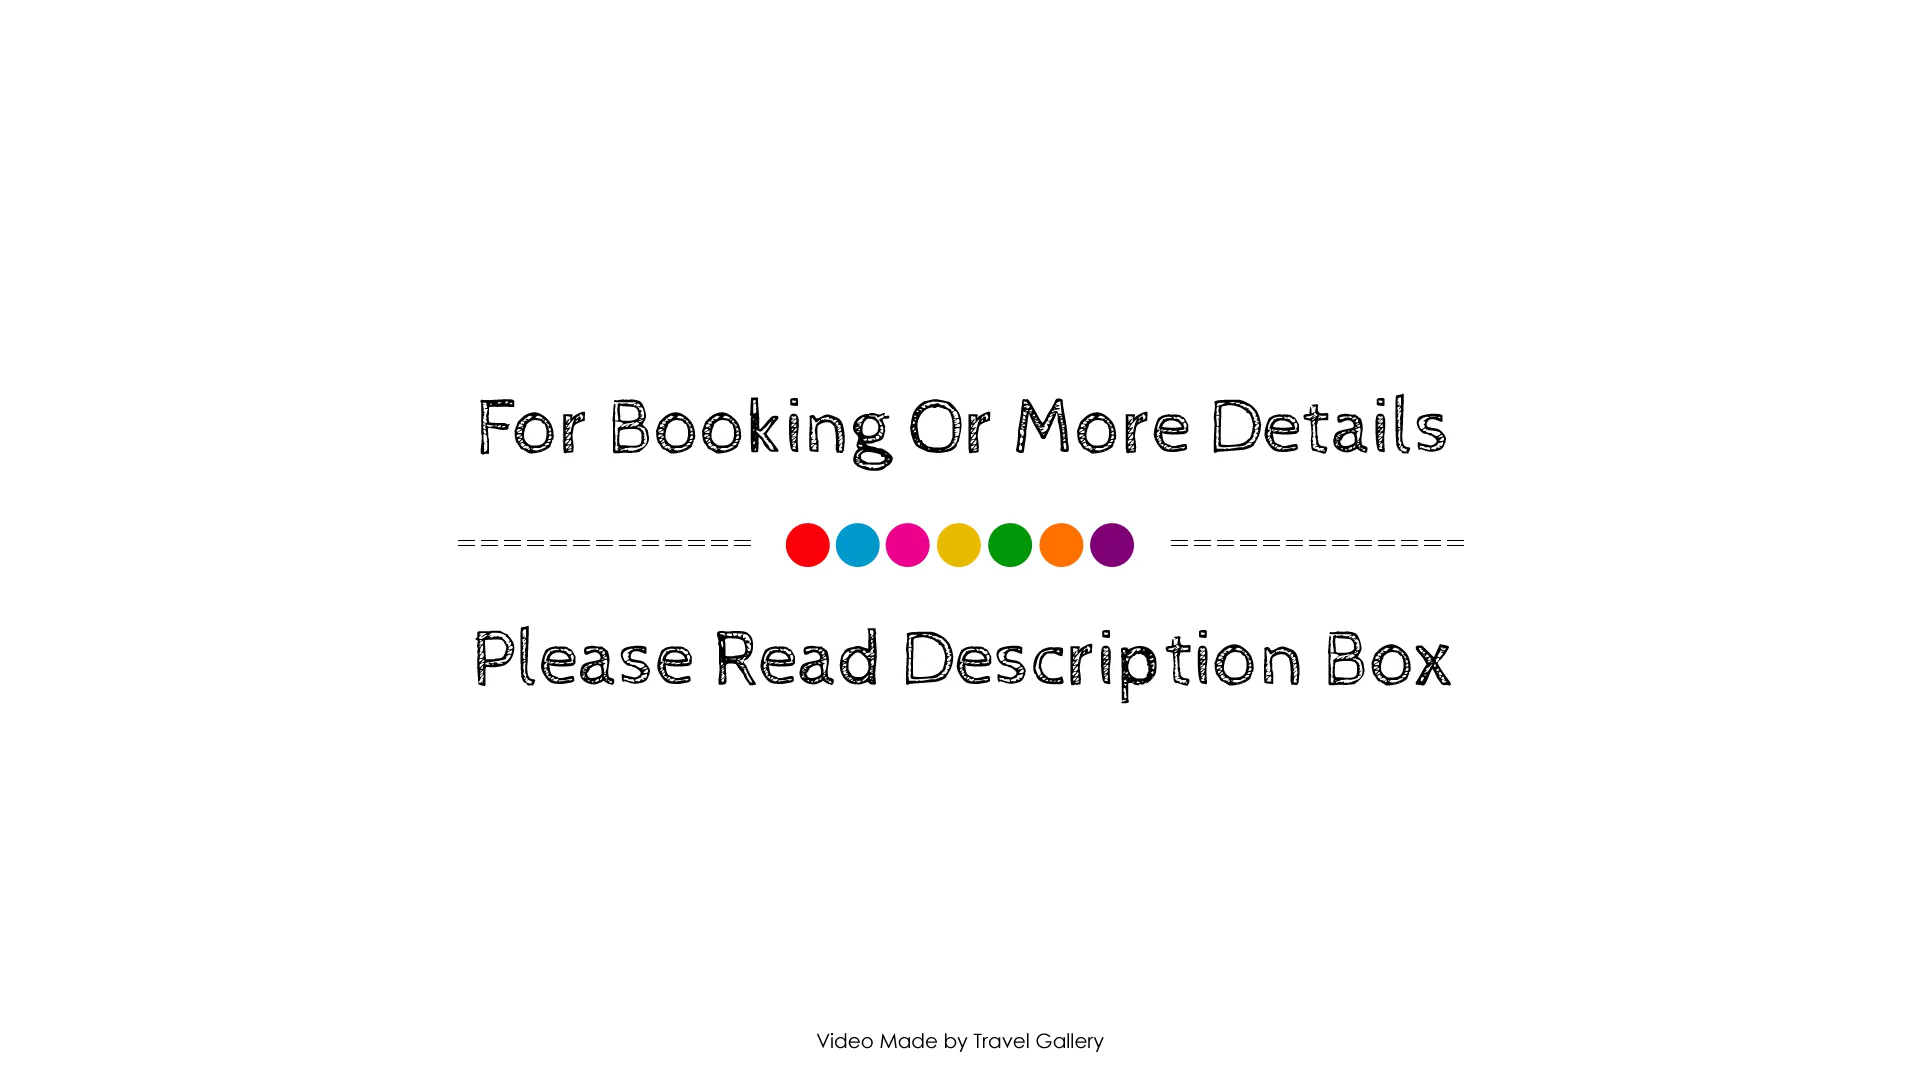 For Booking Or More Details
============= =============
Please Read Description Box
Video Made by Travel Gallery